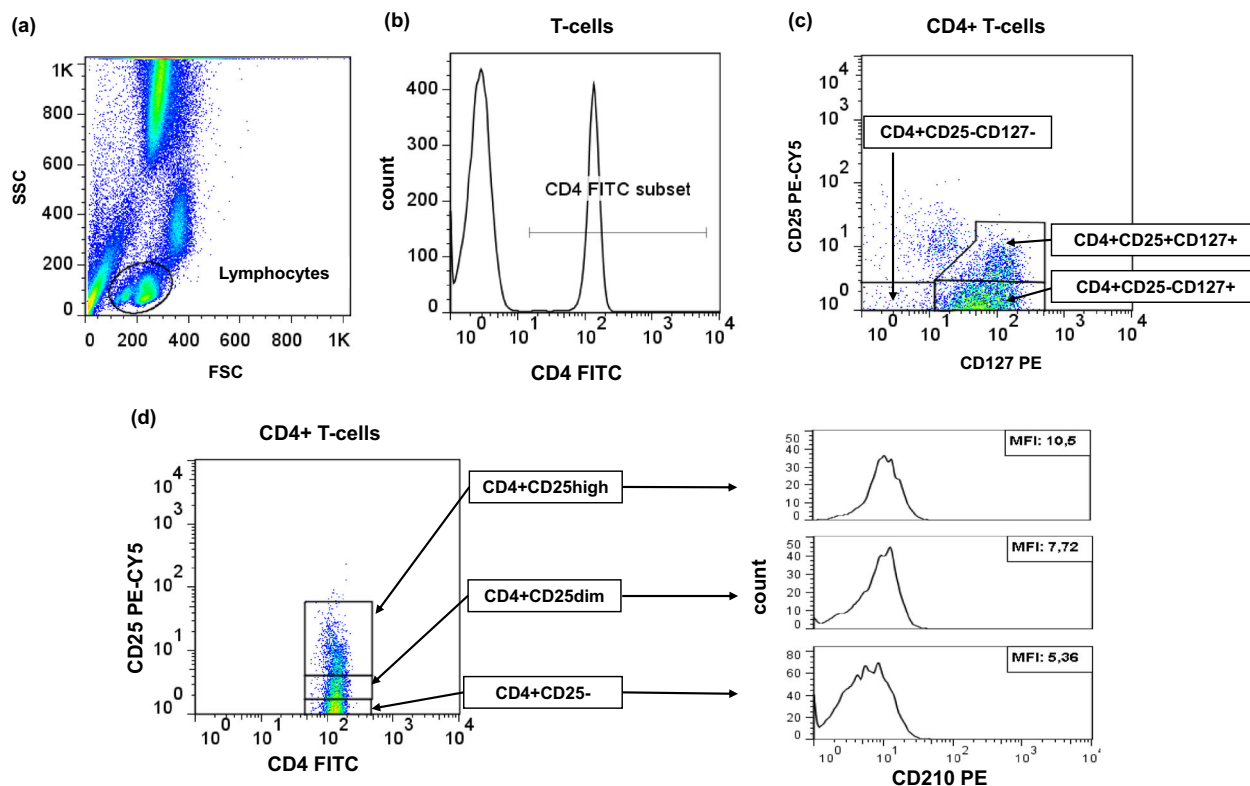 (a)
SSC
1K
800
600
400
200
0
Lymphocytes
0 200 400 600 800 1K
FSC
(b)
T-cells
count
400
300
200
100
0
CD4 FITC subset
10^0 10^1 10^2 10^3 10^4
CD4 FITC
(c)
CD4+ T-cells
CD25 PE-CY5
10^4
10^3
10^2
10^1
10^0
CD4+CD25-CD127-
CD4+CD25+CD127+
CD4+CD25-CD127+
10^0 10^1 10^2 10^3 10^4
CD127 PE
(d)
CD4+ T-cells
CD25 PE-CY5
10^4
10^3
10^2
10^1
10^0
10^0 10^1 10^2 10^3 10^4
CD4 FITC
CD4+CD25high
CD4+CD25dim
CD4+CD25-
count
50
40
30
20
10
0
MFI: 10,5
50
40
30
20
10
0
MFI: 7,72
80
60
40
20
0
MFI: 5,36
10^0 10^1 10^2 10^3 10^4
CD210 PE